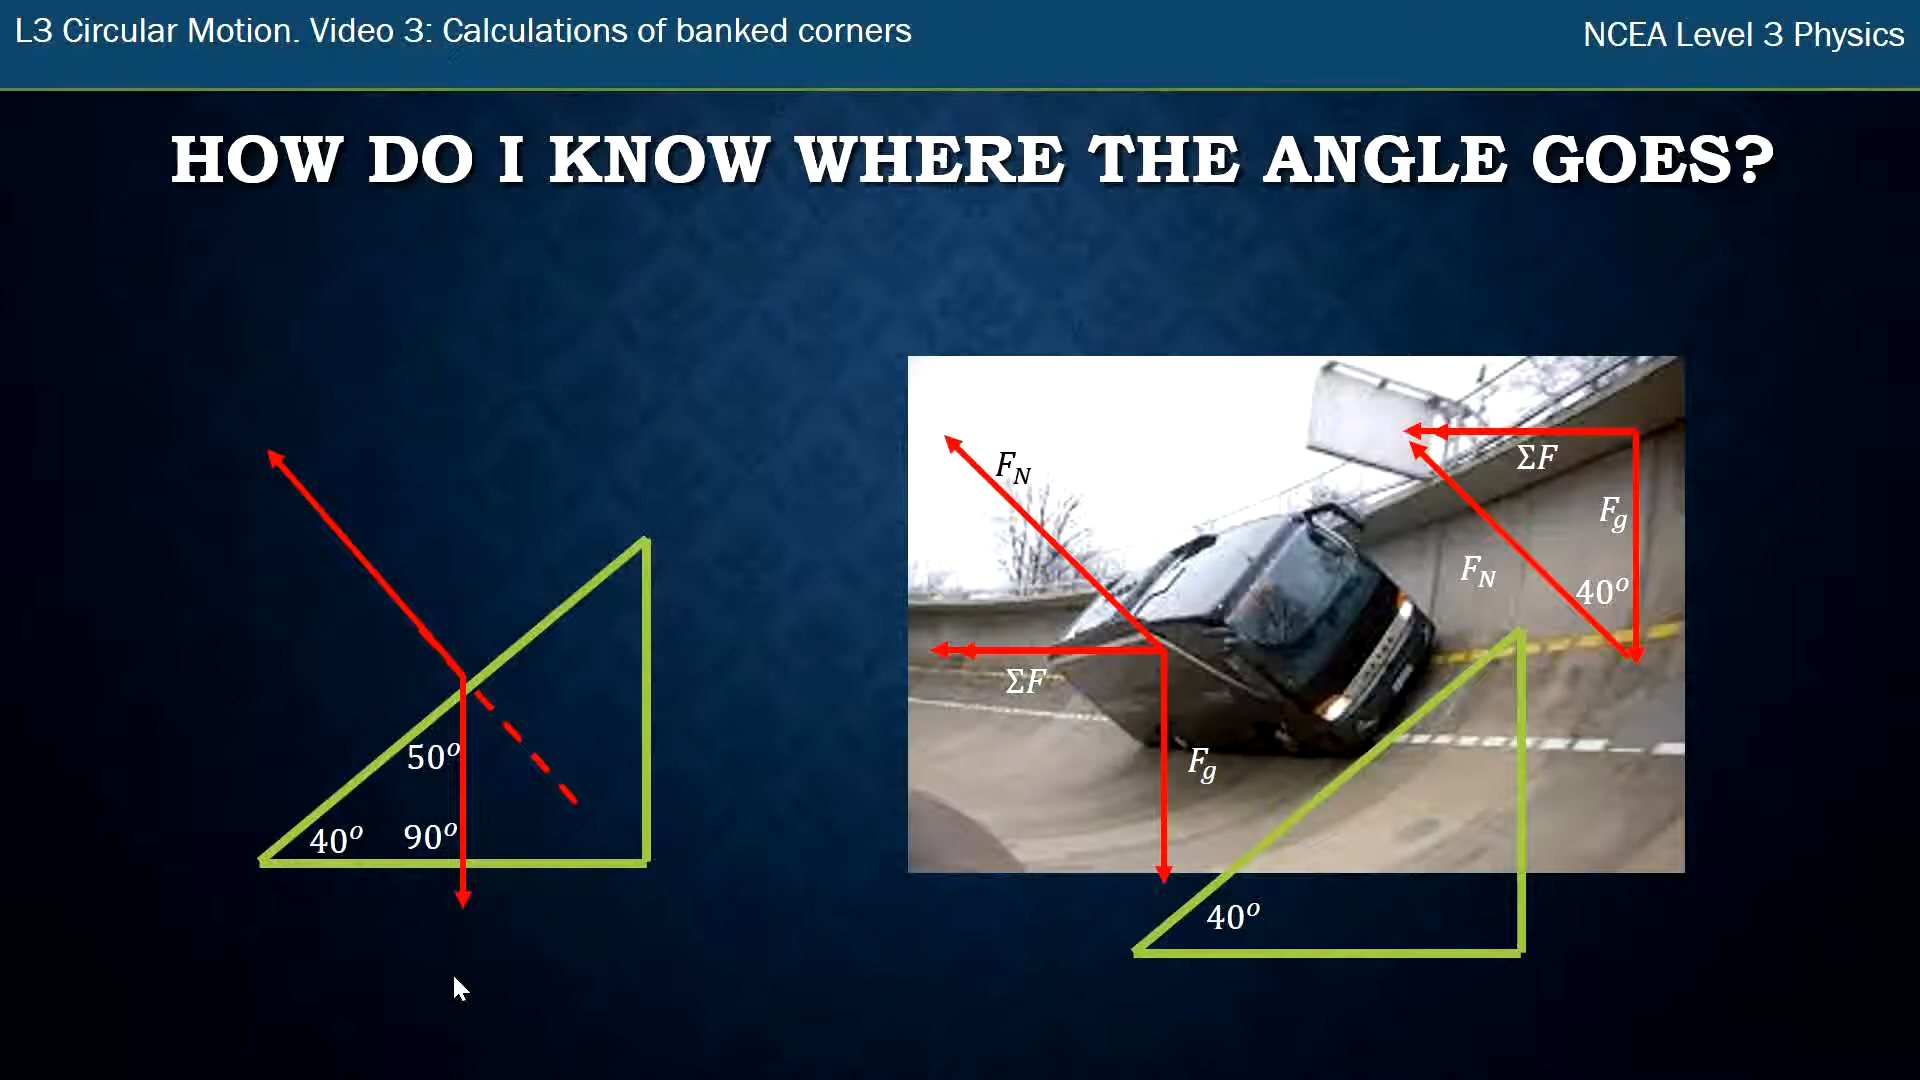 L3 Circular Motion. Video 3: Calculations of banked corners
NCEA Level 3 Physics
HOW DO I KNOW WHERE THE ANGLE GOES?
50°
40°
90°
F_N
ΣF
F_g
ΣF
F_g
F_N
40°
40°